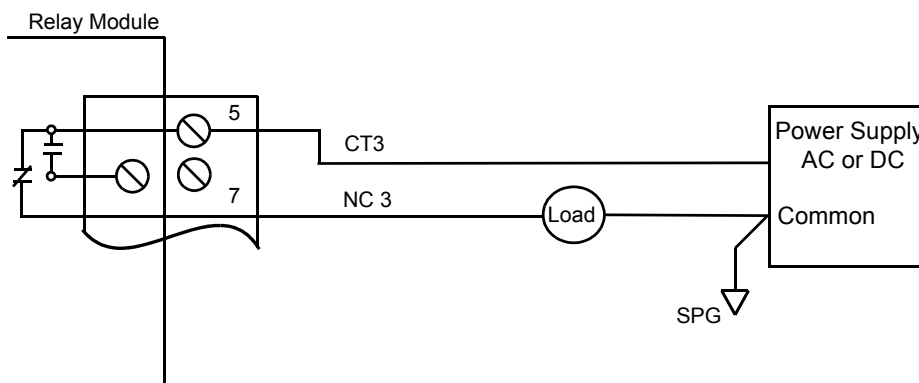 Relay Module
5
CT3
Power Supply
AC or DC
7
NC 3
Load
Common
SPG